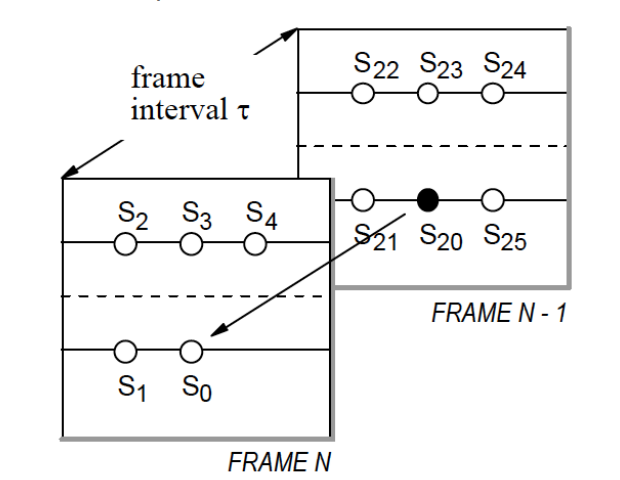 frame
interval τ
S22 S23 S24
S21 S20 S25
FRAME N - 1
S2 S3 S4
S1 S0
FRAME N